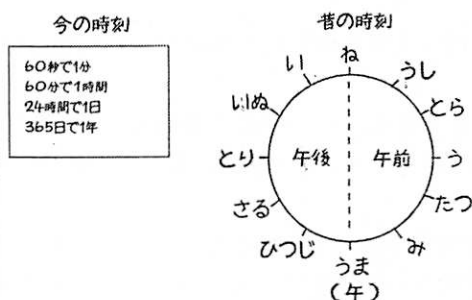 今の時刻
60秒で1分
60分で1時間
24時間で1日
365日で1年
昔の時刻
ね
うし
とら
う
たつ
み
うま
(午)
ひつじ
さる
とり
いぬ
い
午後
午前